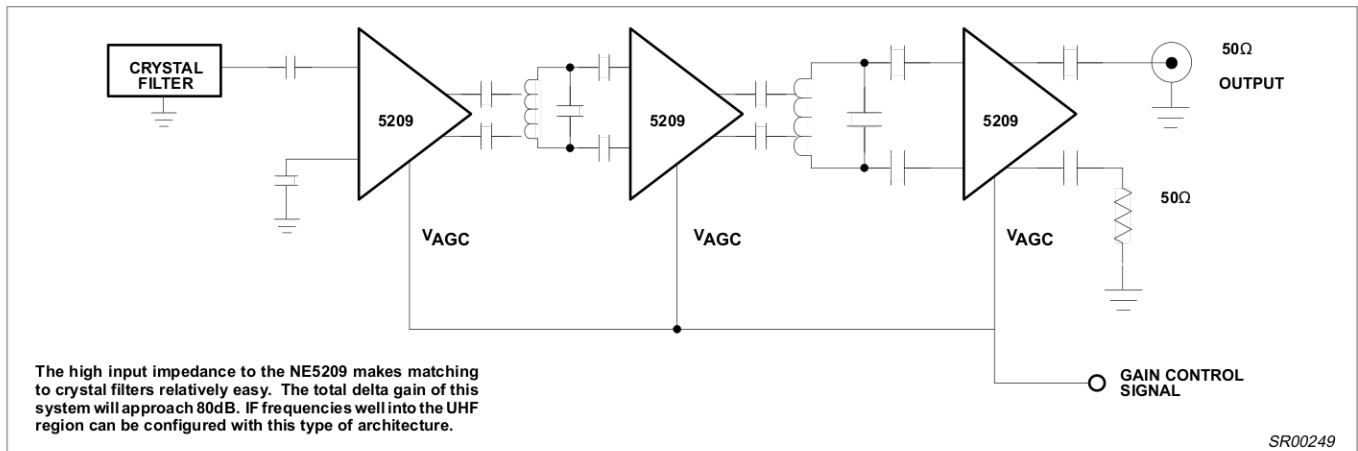 CRYSTAL
FILTER
5209
5209
5209
50Ω
OUTPUT
50Ω
VAGC
VAGC
VAGC
GAIN CONTROL
SIGNAL
The high input impedance to the NE5209 makes matching
to crystal filters relatively easy. The total delta gain of this
system will approach 80dB. IF frequencies well into the UHF
region can be configured with this type of architecture.
SR00249